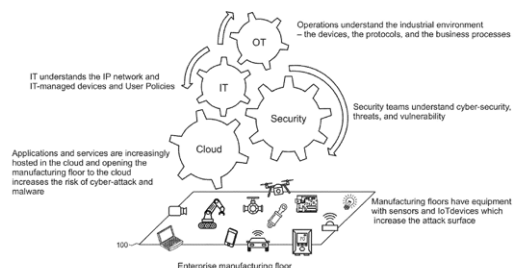 Operations understand the industrial environment
– the devices, the protocols, and the business processes
OT
IT understands the IP network and
IT-managed devices and User Policies
IT
Security
Security teams understand cyber-security,
threats, and vulnerability
Cloud
Applications and services are increasingly
hosted in the cloud and opening the
manufacturing floor to the cloud
increases the risk of cyber-attack and
malware
Manufacturing floors have equipment
with sensors and IoTdevices which
increase the attack surface
100
Enterprise manufacturing floor